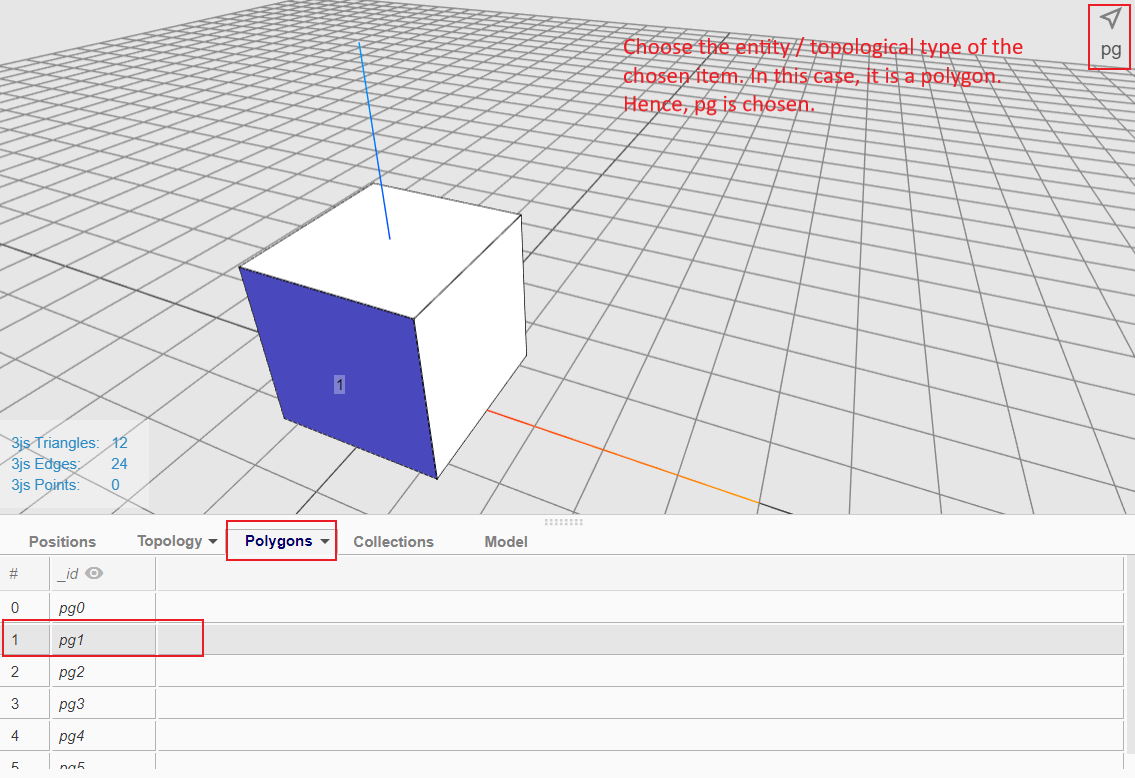 pg
Choose the entity / topological type of the
chosen item. In this case, it is a polygon.
Hence, pg is chosen.
1
3js Triangles: 12
3js Edges: 24
3js Points: 0
Positions Topology Polygons Collections Model
# _id
0 pg0
1 pg1
2 pg2
3 pg3
4 pg4
5 pg5